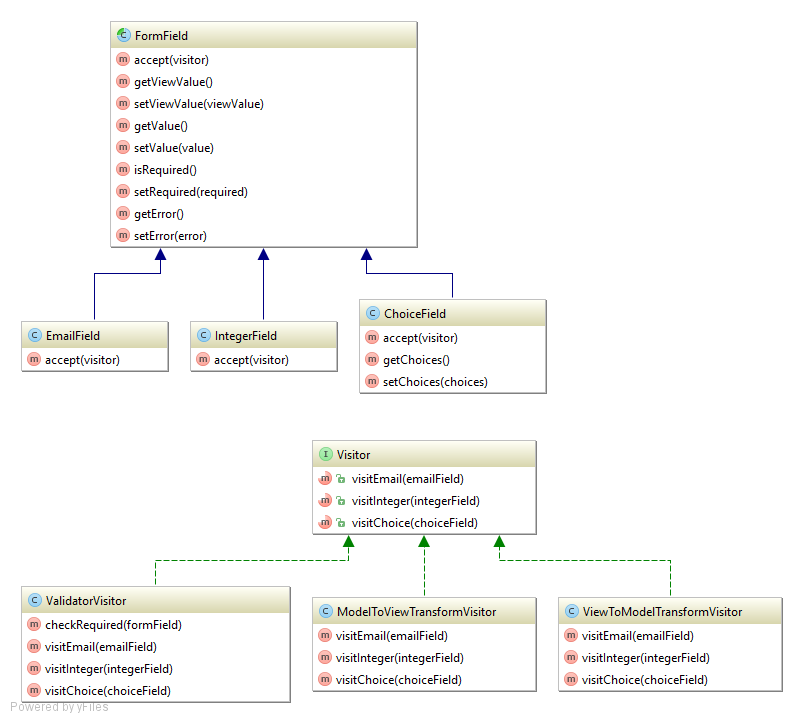 FormField
accept(visitor)
getViewValue()
setViewValue(viewValue)
getValue()
setValue(value)
isRequired()
setRequired(required)
getError()
setError(error)
EmailField
accept(visitor)
IntegerField
accept(visitor)
ChoiceField
accept(visitor)
getChoices()
setChoices(choices)
Visitor
visitEmail(emailField)
visitInteger(integerField)
visitChoice(choiceField)
ValidatorVisitor
checkRequired(formField)
visitEmail(emailField)
visitInteger(integerField)
visitChoice(choiceField)
ModelToViewTransformVisitor
visitEmail(emailField)
visitInteger(integerField)
visitChoice(choiceField)
ViewToModelTransformVisitor
visitEmail(emailField)
visitInteger(integerField)
visitChoice(choiceField)
Powered by yFiles